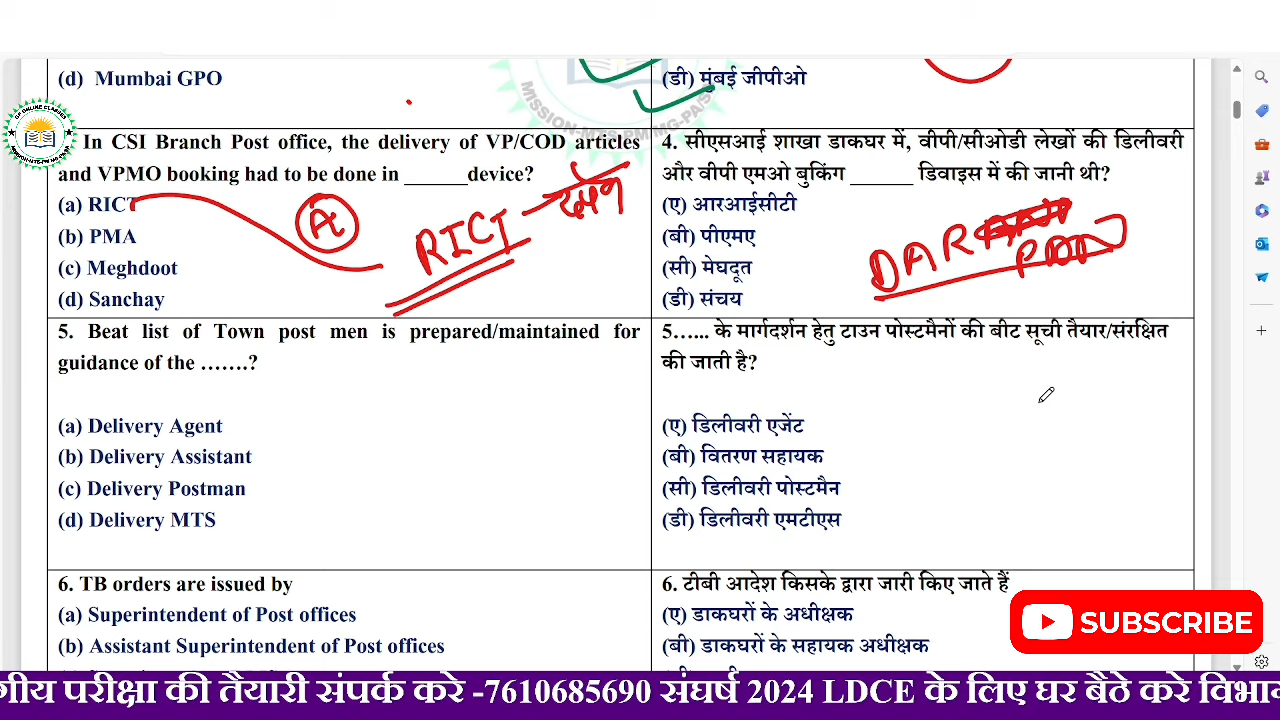 (d) Mumbai GPO
(डी) मुंबई जीपीओ
MISSION-MTS-PM/MG-PA/S
In CSI Branch Post office, the delivery of VP/COD articles
and VPMO booking had to be done in ______device?
(a) RICT
(b) PMA
(c) Meghdoot
(d) Sanchay
A
RICT
4. सीएसआई शाखा डाकघर में, वीपी/सीओडी लेखों की डिलीवरी
और वीपी एमओ बुकिंग ______ डिवाइस में की जानी थी?
(ए) आरआईसीटी
(बी) पीएमए
(सी) मेघदूत
(डी) संचय
DAR
5. Beat list of Town post men is prepared/maintained for
guidance of the …….?
(a) Delivery Agent
(b) Delivery Assistant
(c) Delivery Postman
(d) Delivery MTS
5…... के मार्गदर्शन हेतु टाउन पोस्टमैनों की बीट सूची तैयार/संरक्षित
की जाती है?
(ए) डिलीवरी एजेंट
(बी) वितरण सहायक
(सी) डिलीवरी पोस्टमैन
(डी) डिलीवरी एमटीएस
6. TB orders are issued by
(a) Superintendent of Post offices
(b) Assistant Superintendent of Post offices
6. टीबी आदेश किसके द्वारा जारी किए जाते हैं
(ए) डाकघरों के अधीक्षक
(बी) डाकघरों के सहायक अधीक्षक
SUBSCRIBE
गीय परीक्षा की तैयारी संपर्क करे -7610685690 संघर्ष 2024 LDCE के लिए घर बैठे करे विभा